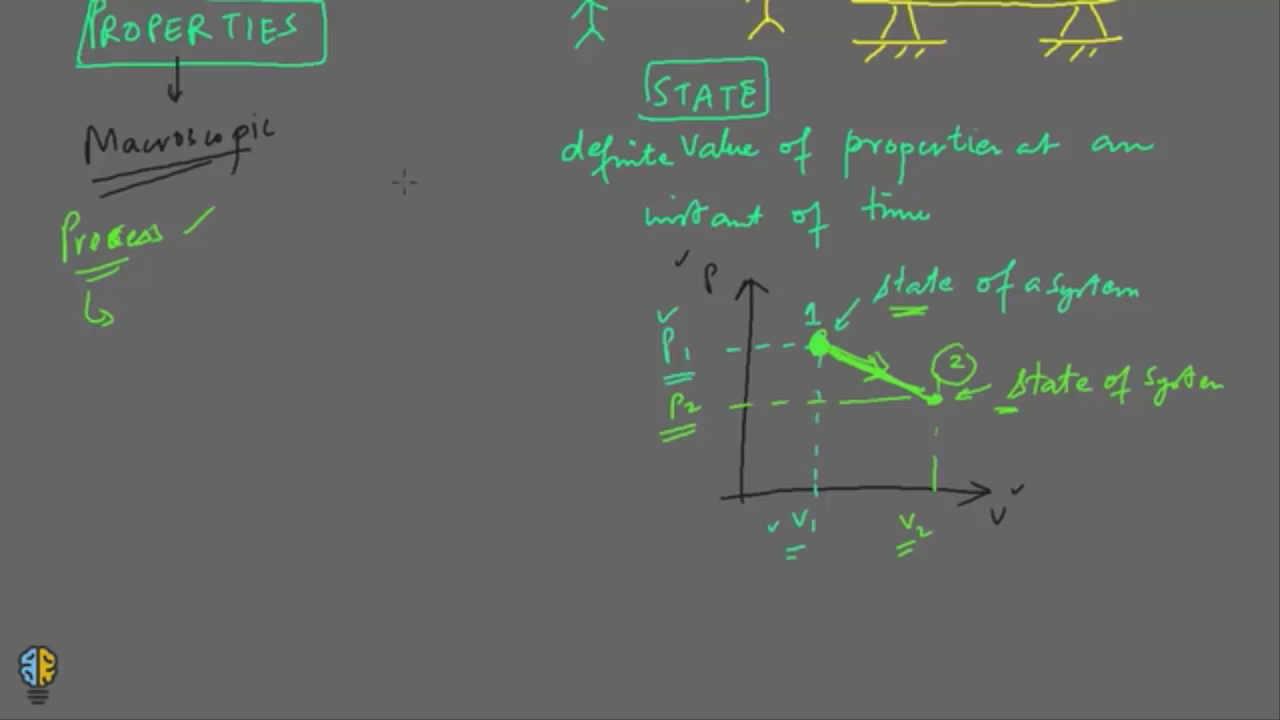 PROPERTIES
Macroscopic
Process
STATE
definite value of properties at an
instant of time
P
1
state of a system
P1
2
P2
state of system
V
V1
V2